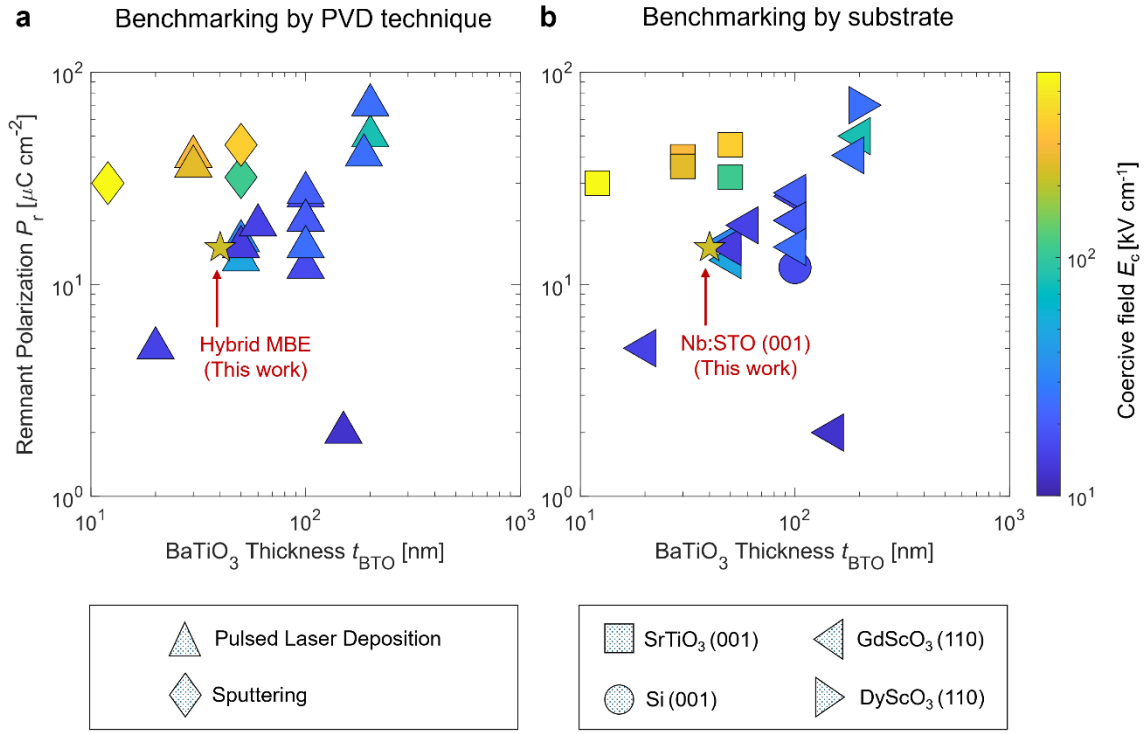 a Benchmarking by PVD technique
Remnant Polarization Pr [μC cm-2]
10²
10¹
10⁰
Hybrid MBE
(This work)
10¹ 10² 10³
BaTiO₃ Thickness tBTO [nm]
Pulsed Laser Deposition
Sputtering
b Benchmarking by substrate
10²
10¹
10⁰
Nb:STO (001)
(This work)
10¹ 10² 10³
BaTiO₃ Thickness tBTO [nm]
10²
10¹
Coercive field Ec [kV cm-1]
SrTiO₃ (001)
GdScO₃ (110)
Si (001)
DyScO₃ (110)